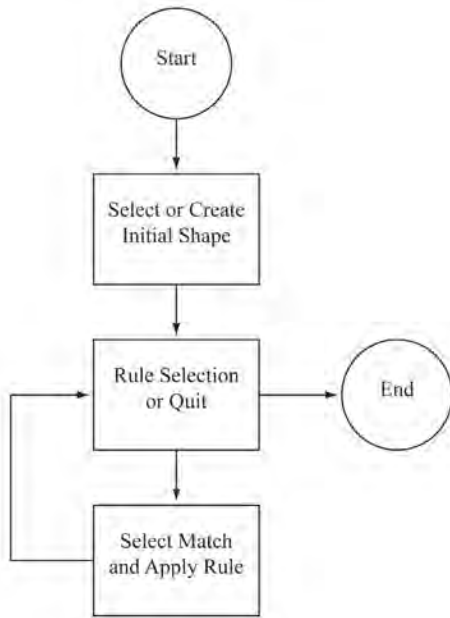 Start
Select or Create
Initial Shape
Rule Selection
or Quit
End
Select Match
and Apply Rule